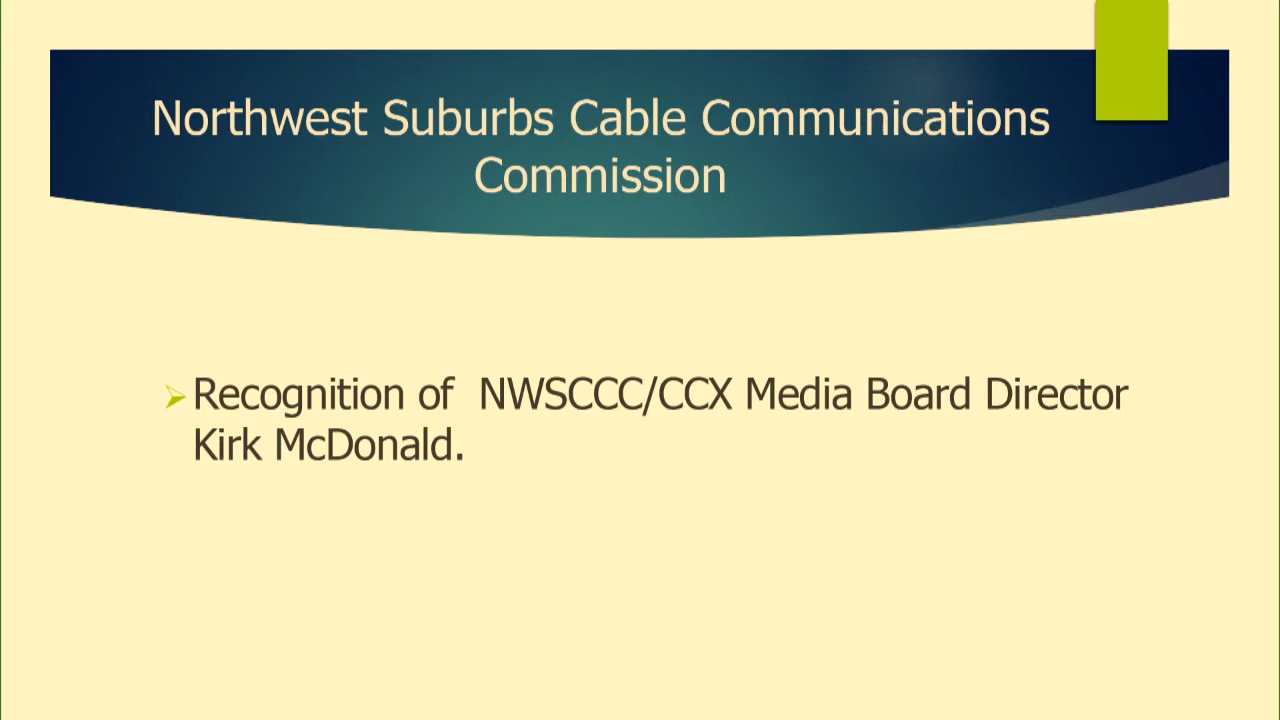 Northwest Suburbs Cable Communications
Commission
Recognition of  NWSCCC/CCX Media Board Director
Kirk McDonald.